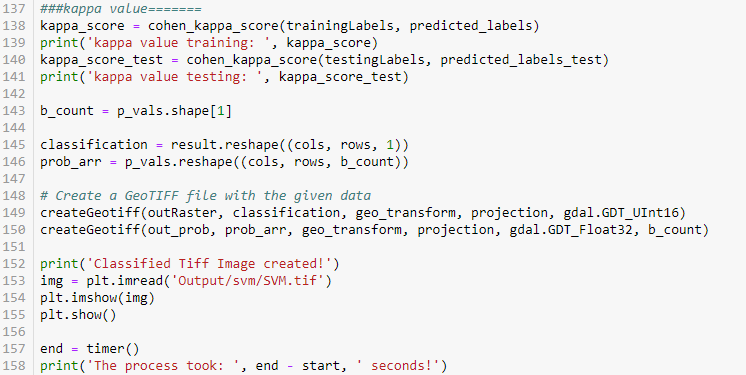 137 ###kappa value=======
138 kappa_score = cohen_kappa_score(trainingLabels, predicted_labels)
139 print('kappa value training: ', kappa_score)
140 kappa_score_test = cohen_kappa_score(testingLabels, predicted_labels_test)
141 print('kappa value testing: ', kappa_score_test)
142
143 b_count = p_vals.shape[1]
144
145 classification = result.reshape((cols, rows, 1))
146 prob_arr = p_vals.reshape((cols, rows, b_count))
147
148 # Create a GeoTIFF file with the given data
149 createGeotiff(outRaster, classification, geo_transform, projection, gdal.GDT_UInt16)
150 createGeotiff(out_prob, prob_arr, geo_transform, projection, gdal.GDT_Float32, b_count)
151
152 print('Classified Tiff Image created!')
153 img = plt.imread('Output/svm/SVM.tif')
154 plt.imshow(img)
155 plt.show()
156
157 end = timer()
158 print('The process took: ', end - start, ' seconds!')